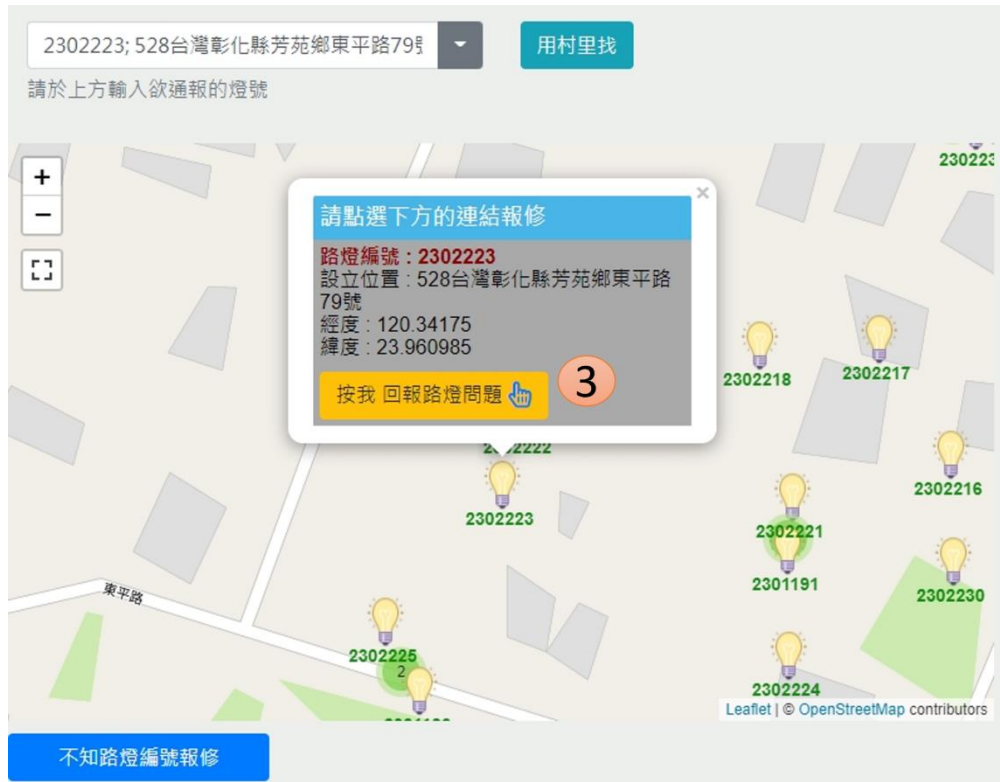 2302223; 528台灣彰化縣芳苑鄉東平路79號
用村里找
請於上方輸入欲通報的燈號
+
−
230223
×
請點選下方的連結報修
路燈編號 : 2302223
設立位置 : 528台灣彰化縣芳苑鄉東平路
79號
經度 : 120.34175
緯度 : 23.960985
按我 回報路燈問題
3
2302218
2302217
2302222
2302216
2302223
2302221
2301191
東平路
2302230
2302225
2
2302224
Leaflet | © OpenStreetMap contributors
不知路燈編號報修